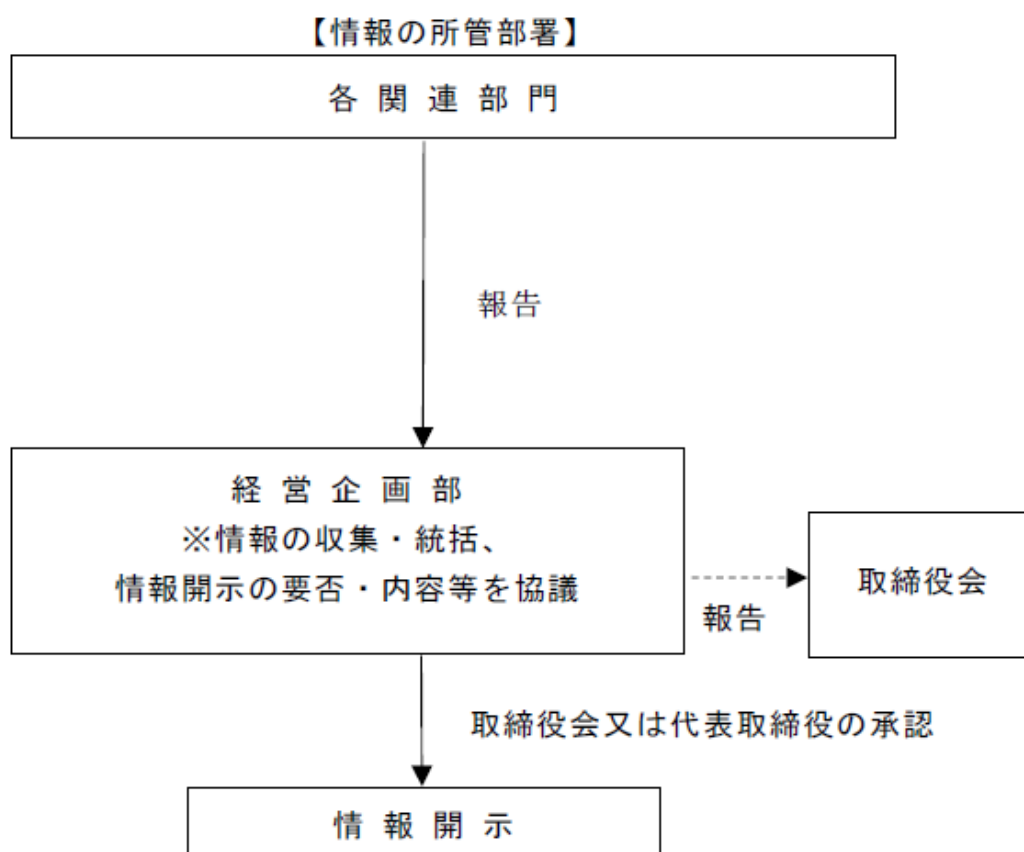 【情報の所管部署】
各関連部門
報告
経営企画部
※情報の収集・統括、
情報開示の要否・内容等を協議
取締役会
報告
取締役会又は代表取締役の承認
情報開示